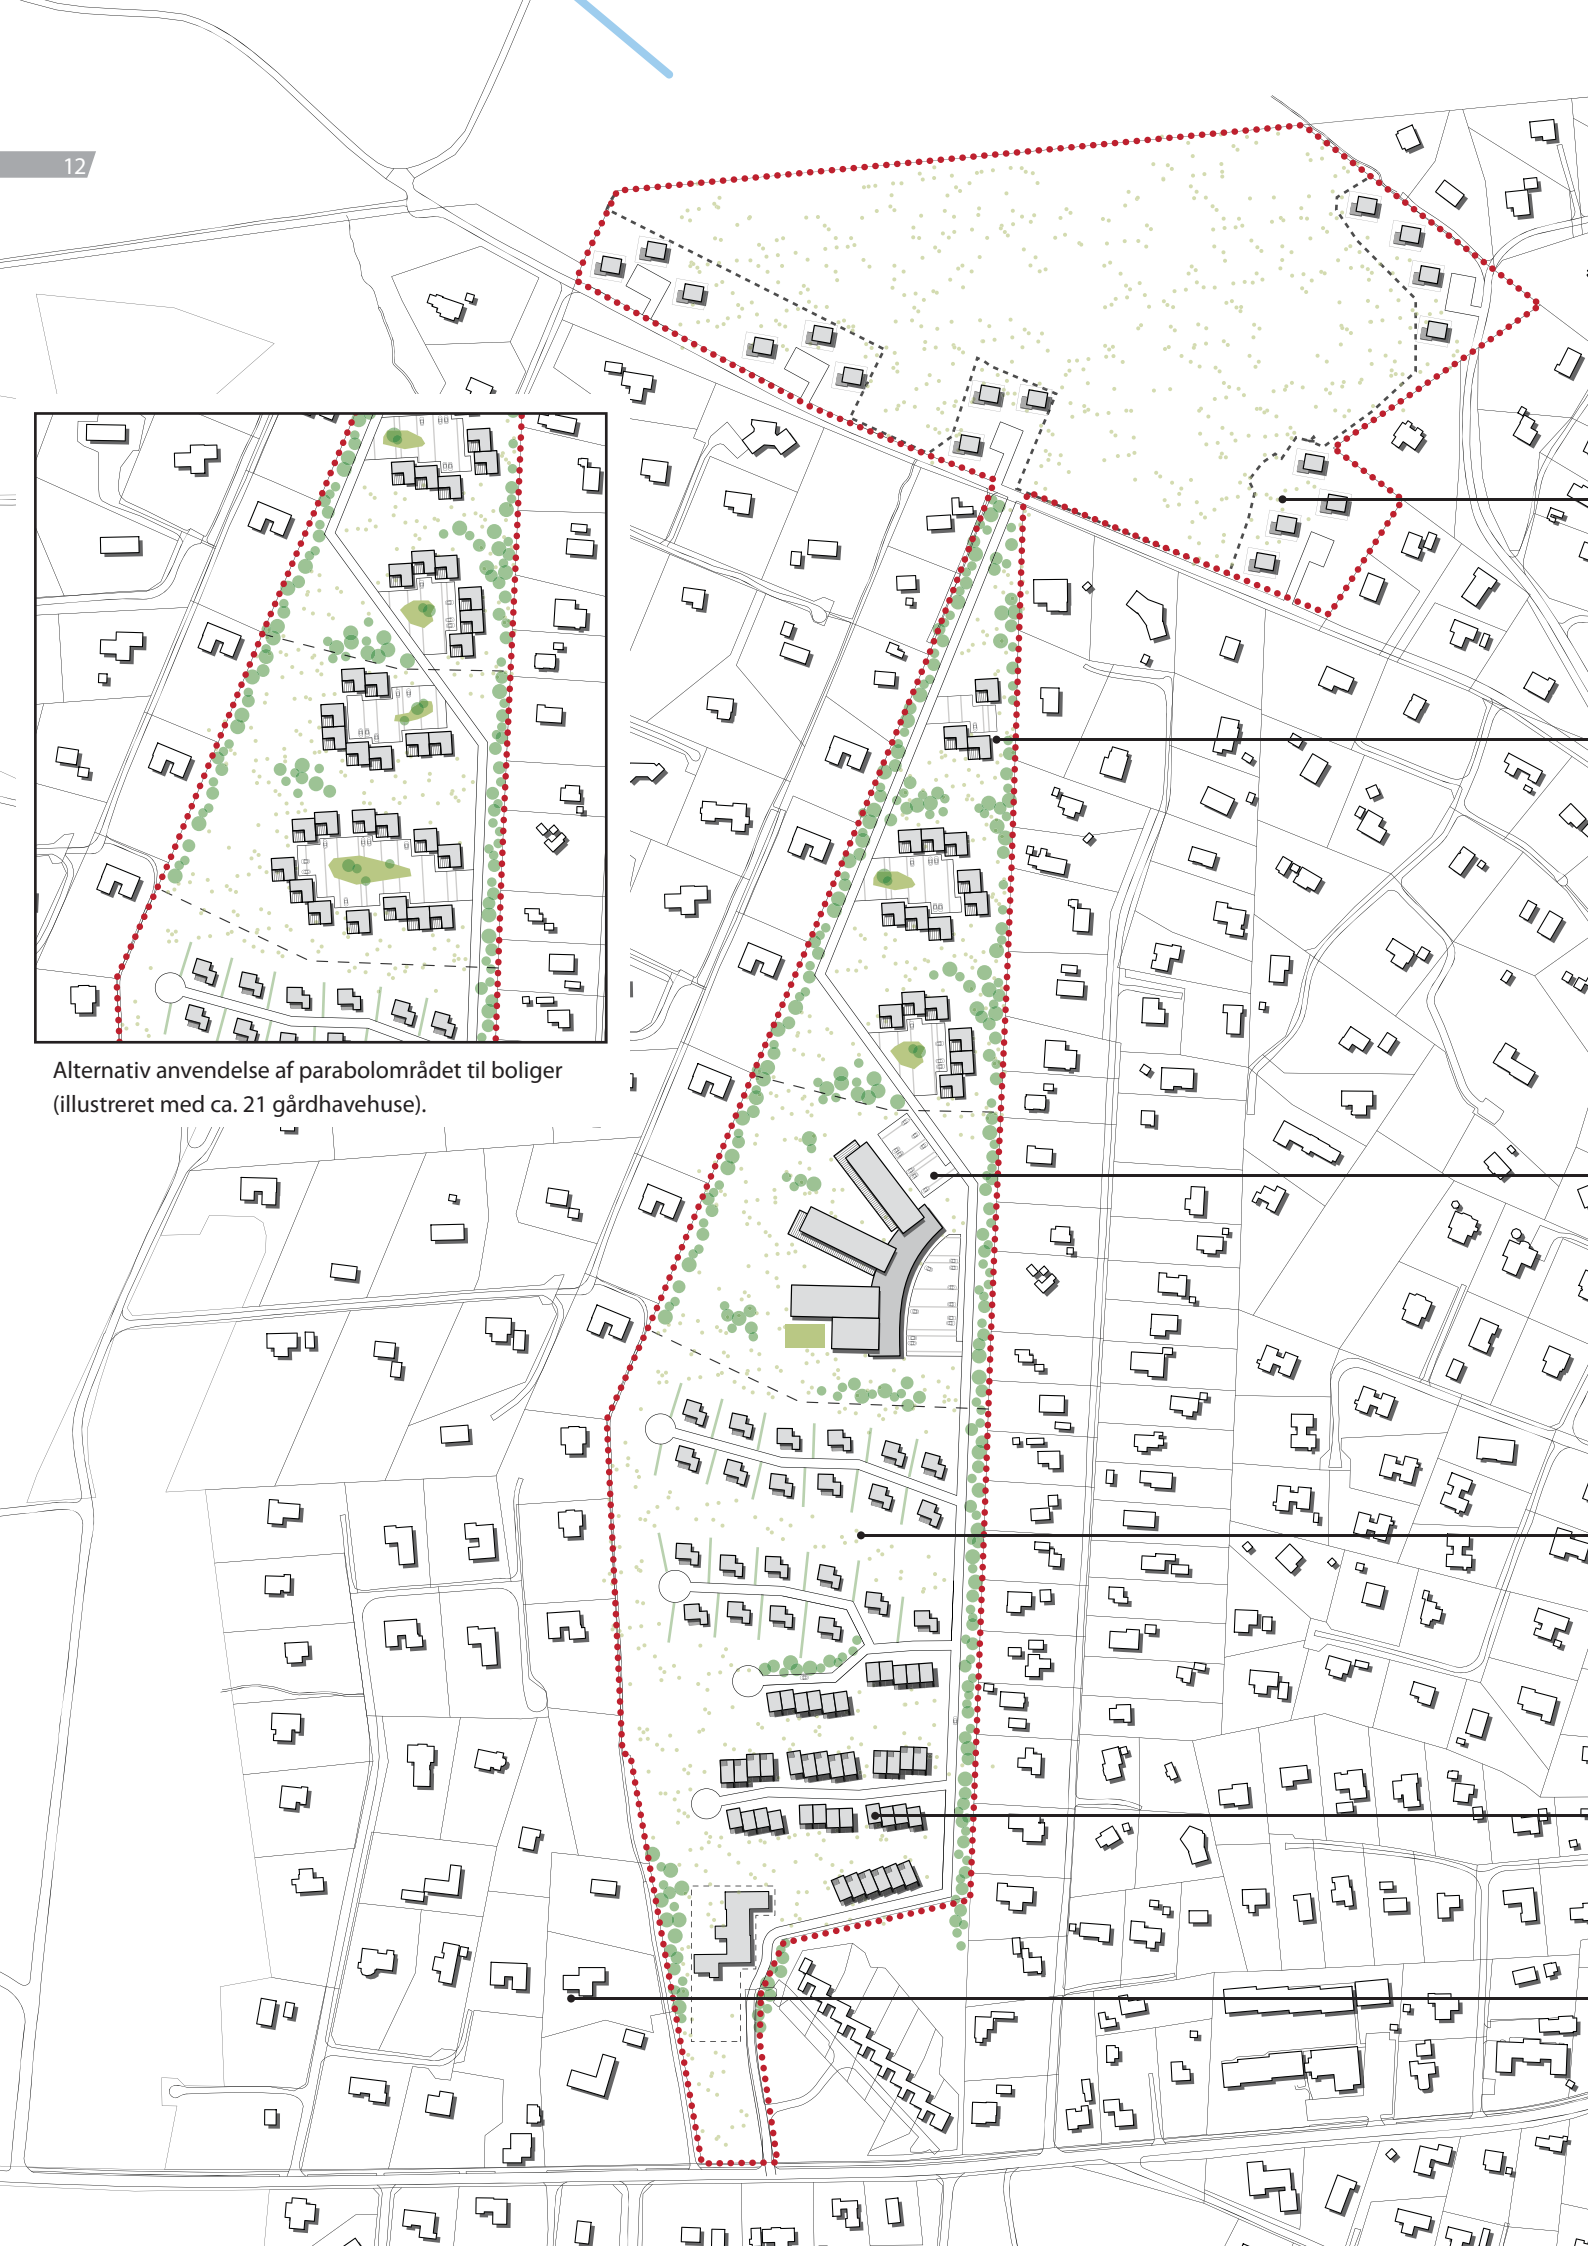 12
Alternativ anvendelse af parabolområdet til boliger
(illustreret med ca. 21 gårdhavehuse).